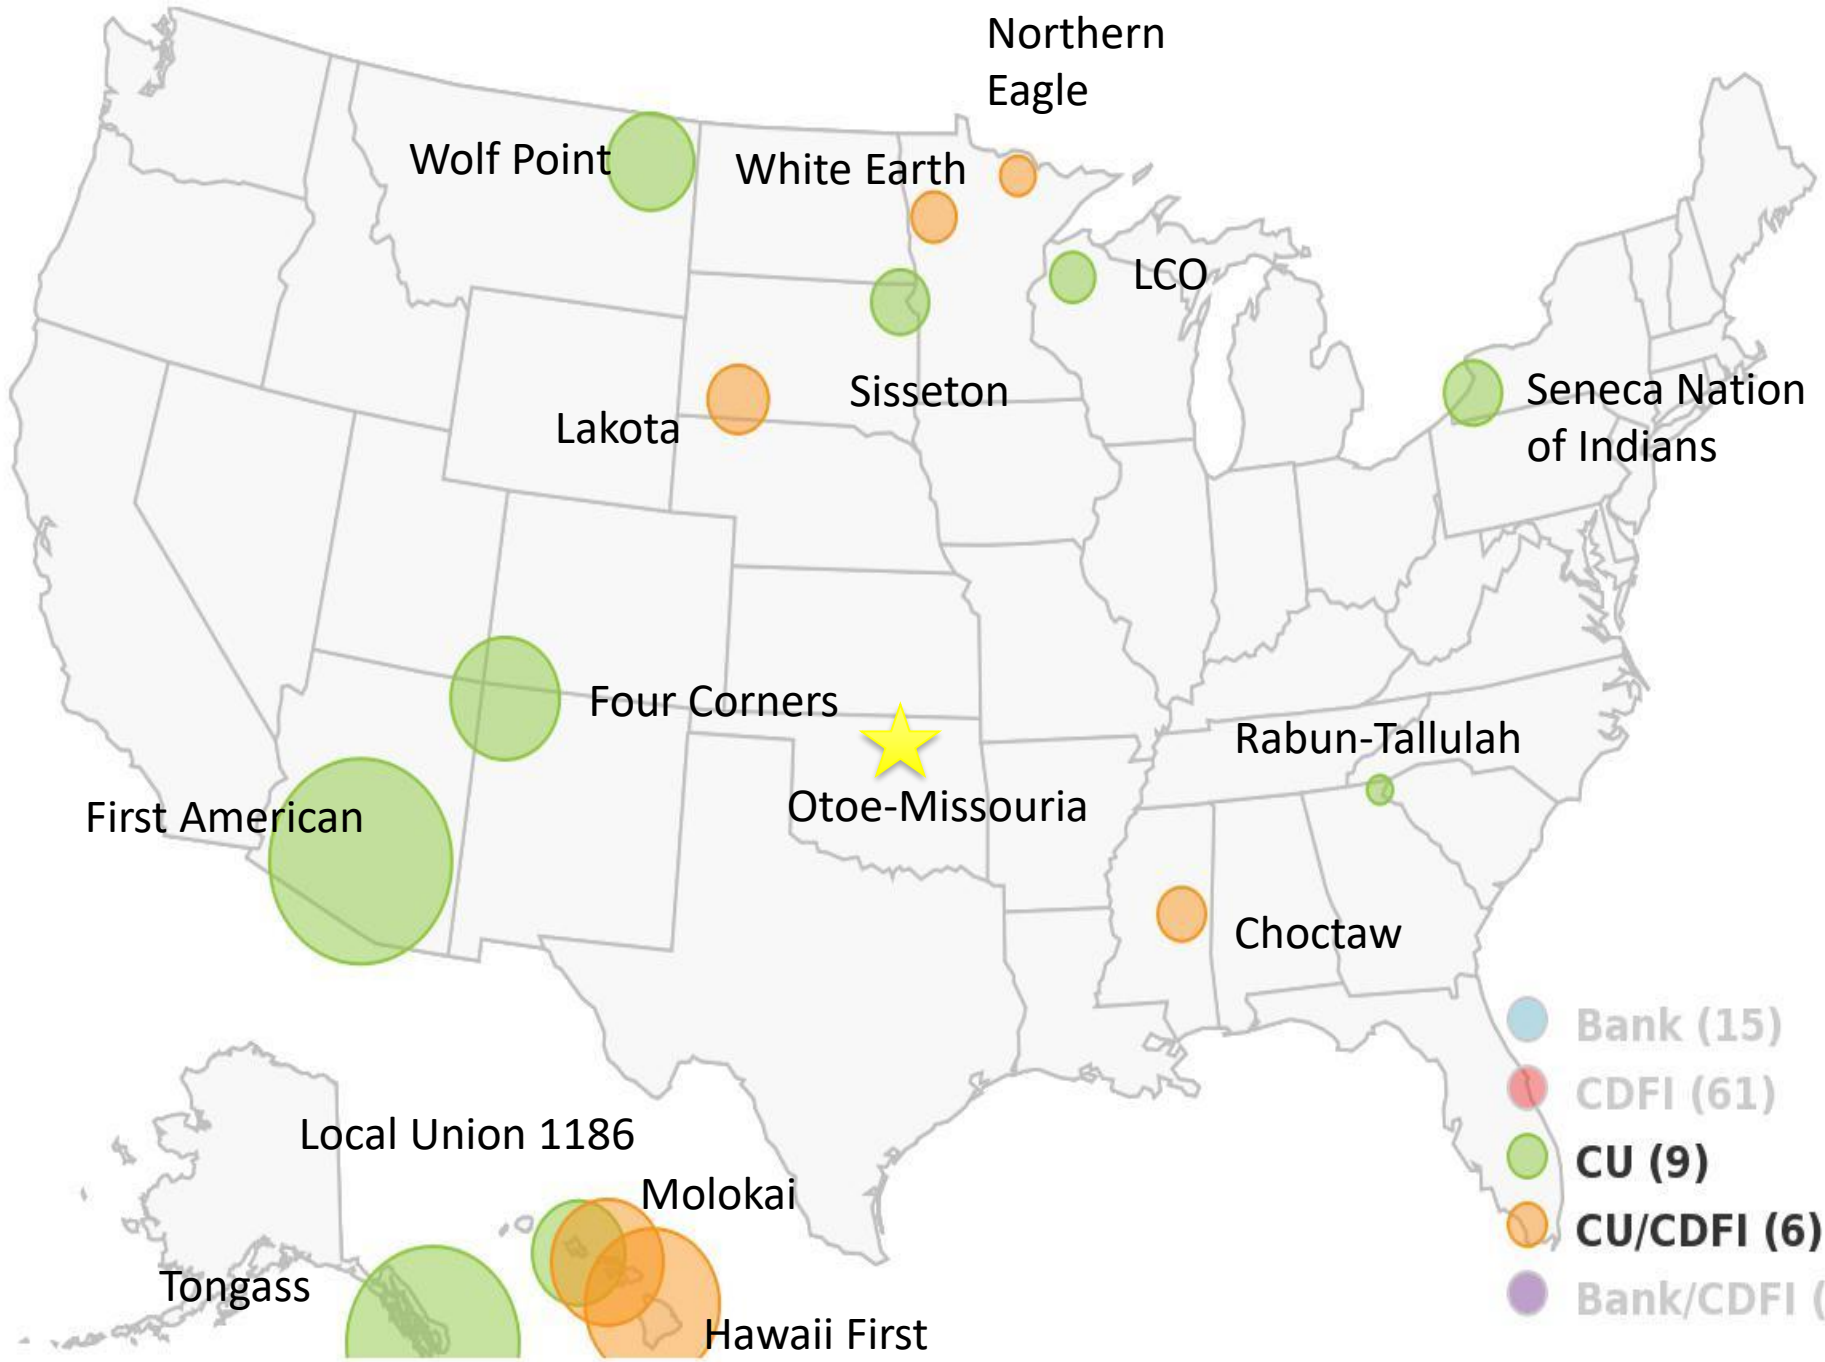 Northern
Eagle
Wolf Point
White Earth
LCO
Sisseton
Lakota
Seneca Nation
of Indians
Four Corners
Rabun-Tallulah
First American
Otoe-Missouria
Choctaw
Bank (15)
CDFI (61)
CU (9)
CU/CDFI (6)
Bank/CDFI (
Local Union 1186
Molokai
Tongass
Hawaii First